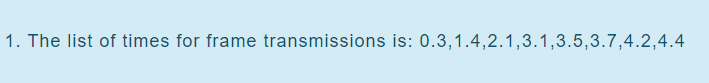 1. The list of times for frame transmissions is: 0.3,1.4,2.1,3.1,3.5,3.7,4.2,4.4